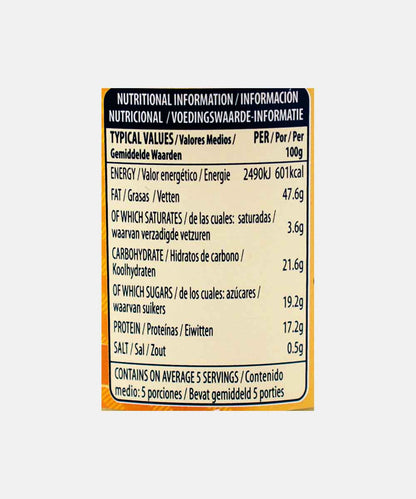 NUTRITIONAL INFORMATION / INFORMACIÓN
NUTRICIONAL / VOEDINGSWAARDE-INFORMATIE
TYPICAL VALUES / Valores Medios / PER / Por / Per
Gemiddelde Waarden 100g
ENERGY / Valor energético / Energie 2490kJ 601kcal
FAT / Grasas / Vetten 47.6g
OF WHICH SATURATES / de las cuales: saturadas /
waarvan verzadigde vetzuren 3.6g
CARBOHYDRATE / Hidratos de carbono /
Koolhydraten 21.6g
OF WHICH SUGARS / de los cuales: azúcares /
waarvan suikers 19.2g
PROTEIN / Proteínas / Eiwitten 17.2g
SALT / Sal / Zout 0.5g
CONTAINS ON AVERAGE 5 SERVINGS / Contenido
medio: 5 porciones / Bevat gemiddeld 5 porties